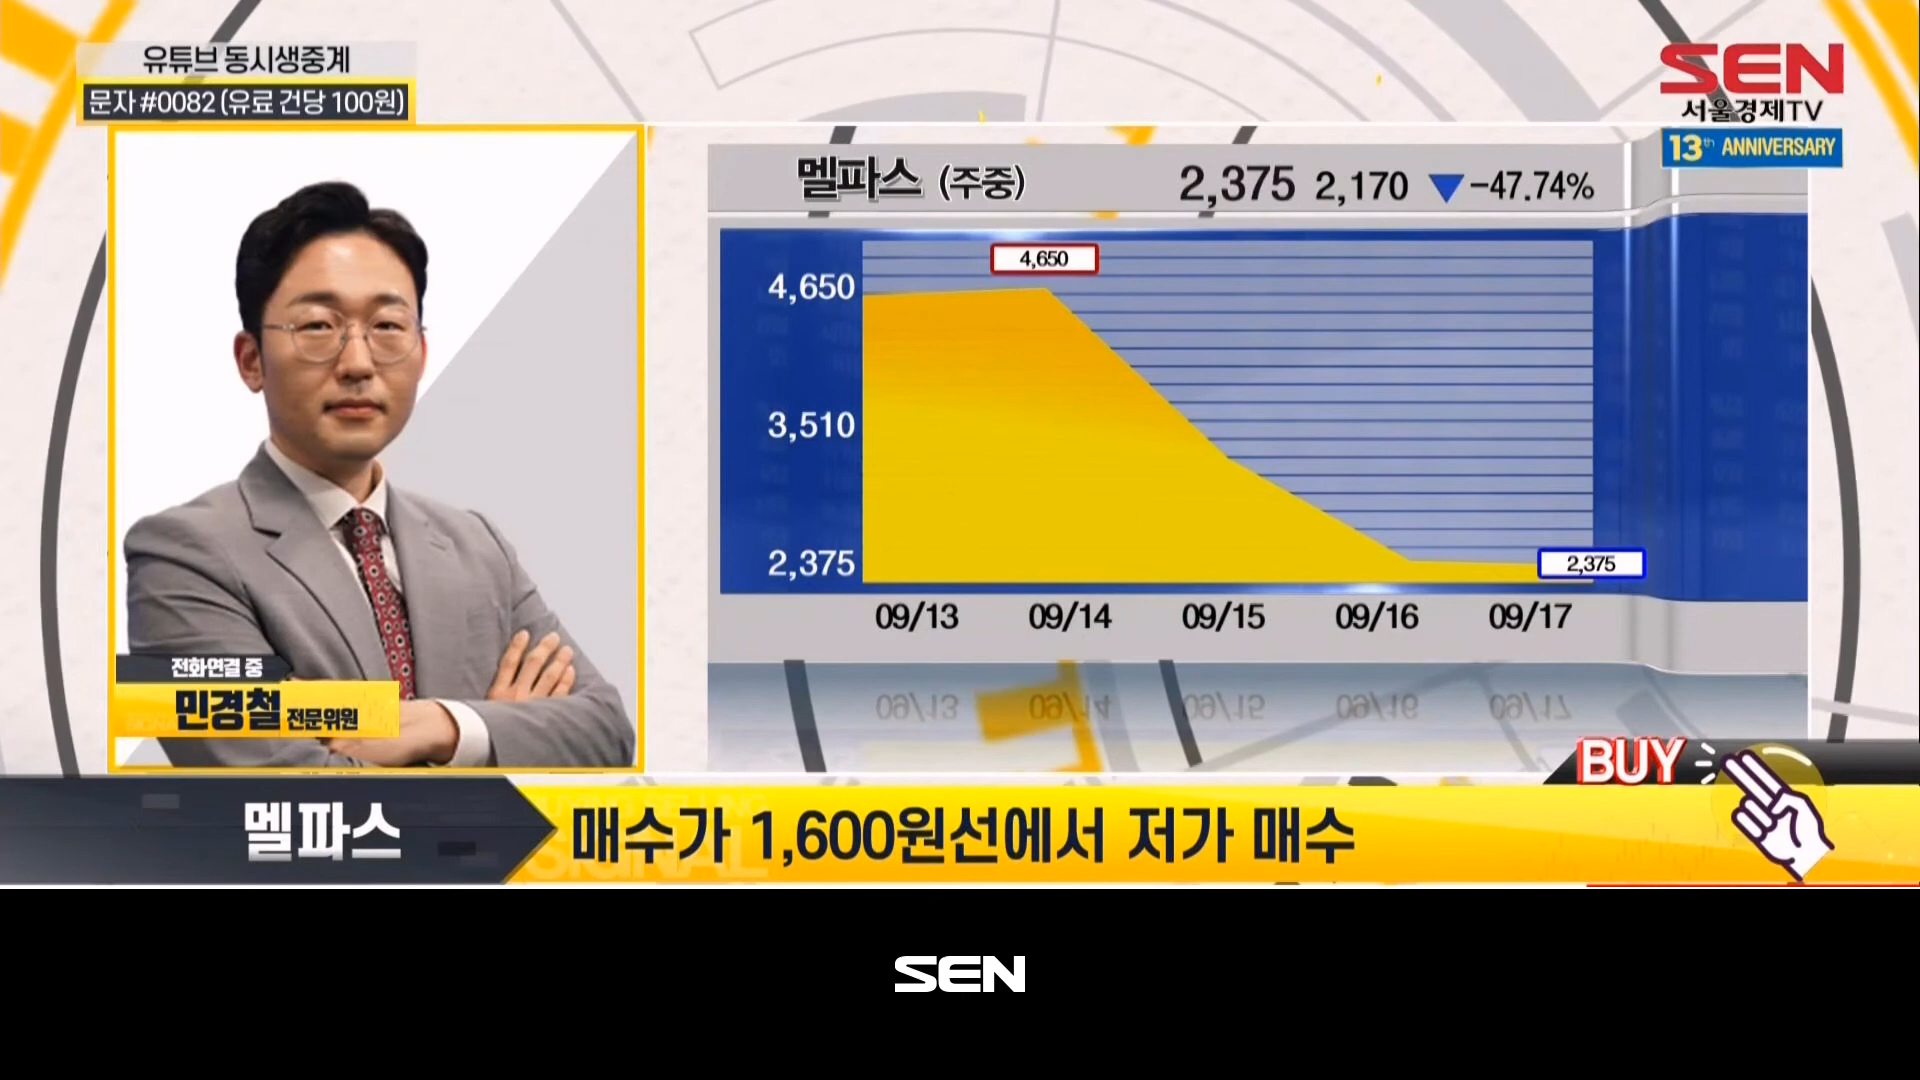 유튜브 동시생중계
문자 #0082 (유료 건당 100원)
SEN
서울경제TV
13th ANNIVERSARY
멜파스 (주중) 2,375 2,170 ▼-47.74%
4,650
4,650
3,510
2,375
2,375
09/13 09/14 09/15 09/16 09/17
전화연결 중
민경철 전문위원
BUY
멜파스 매수가 1,600원선에서 저가 매수
SEN